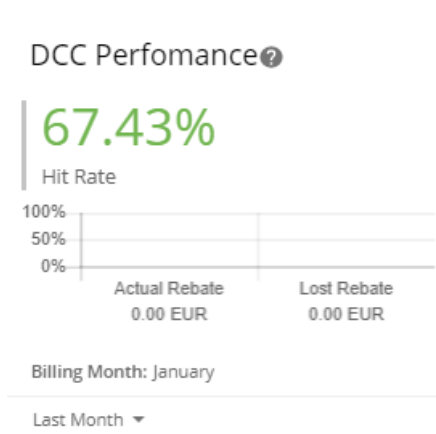 DCC Perfomance?
67.43%
Hit Rate
100%
50%
0%
Actual Rebate Lost Rebate
0.00 EUR 0.00 EUR
Billing Month: January
Last Month